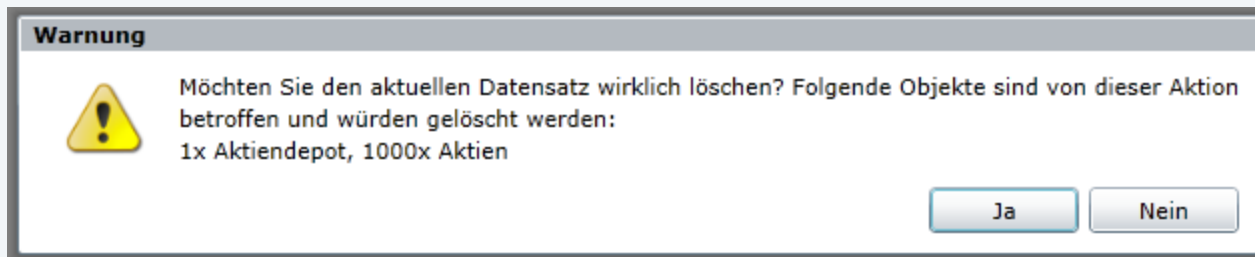 Warnung
Möchten Sie den aktuellen Datensatz wirklich löschen? Folgende Objekte sind von dieser Aktion
betroffen und würden gelöscht werden:
1x Aktiendepot, 1000x Aktien
Ja Nein